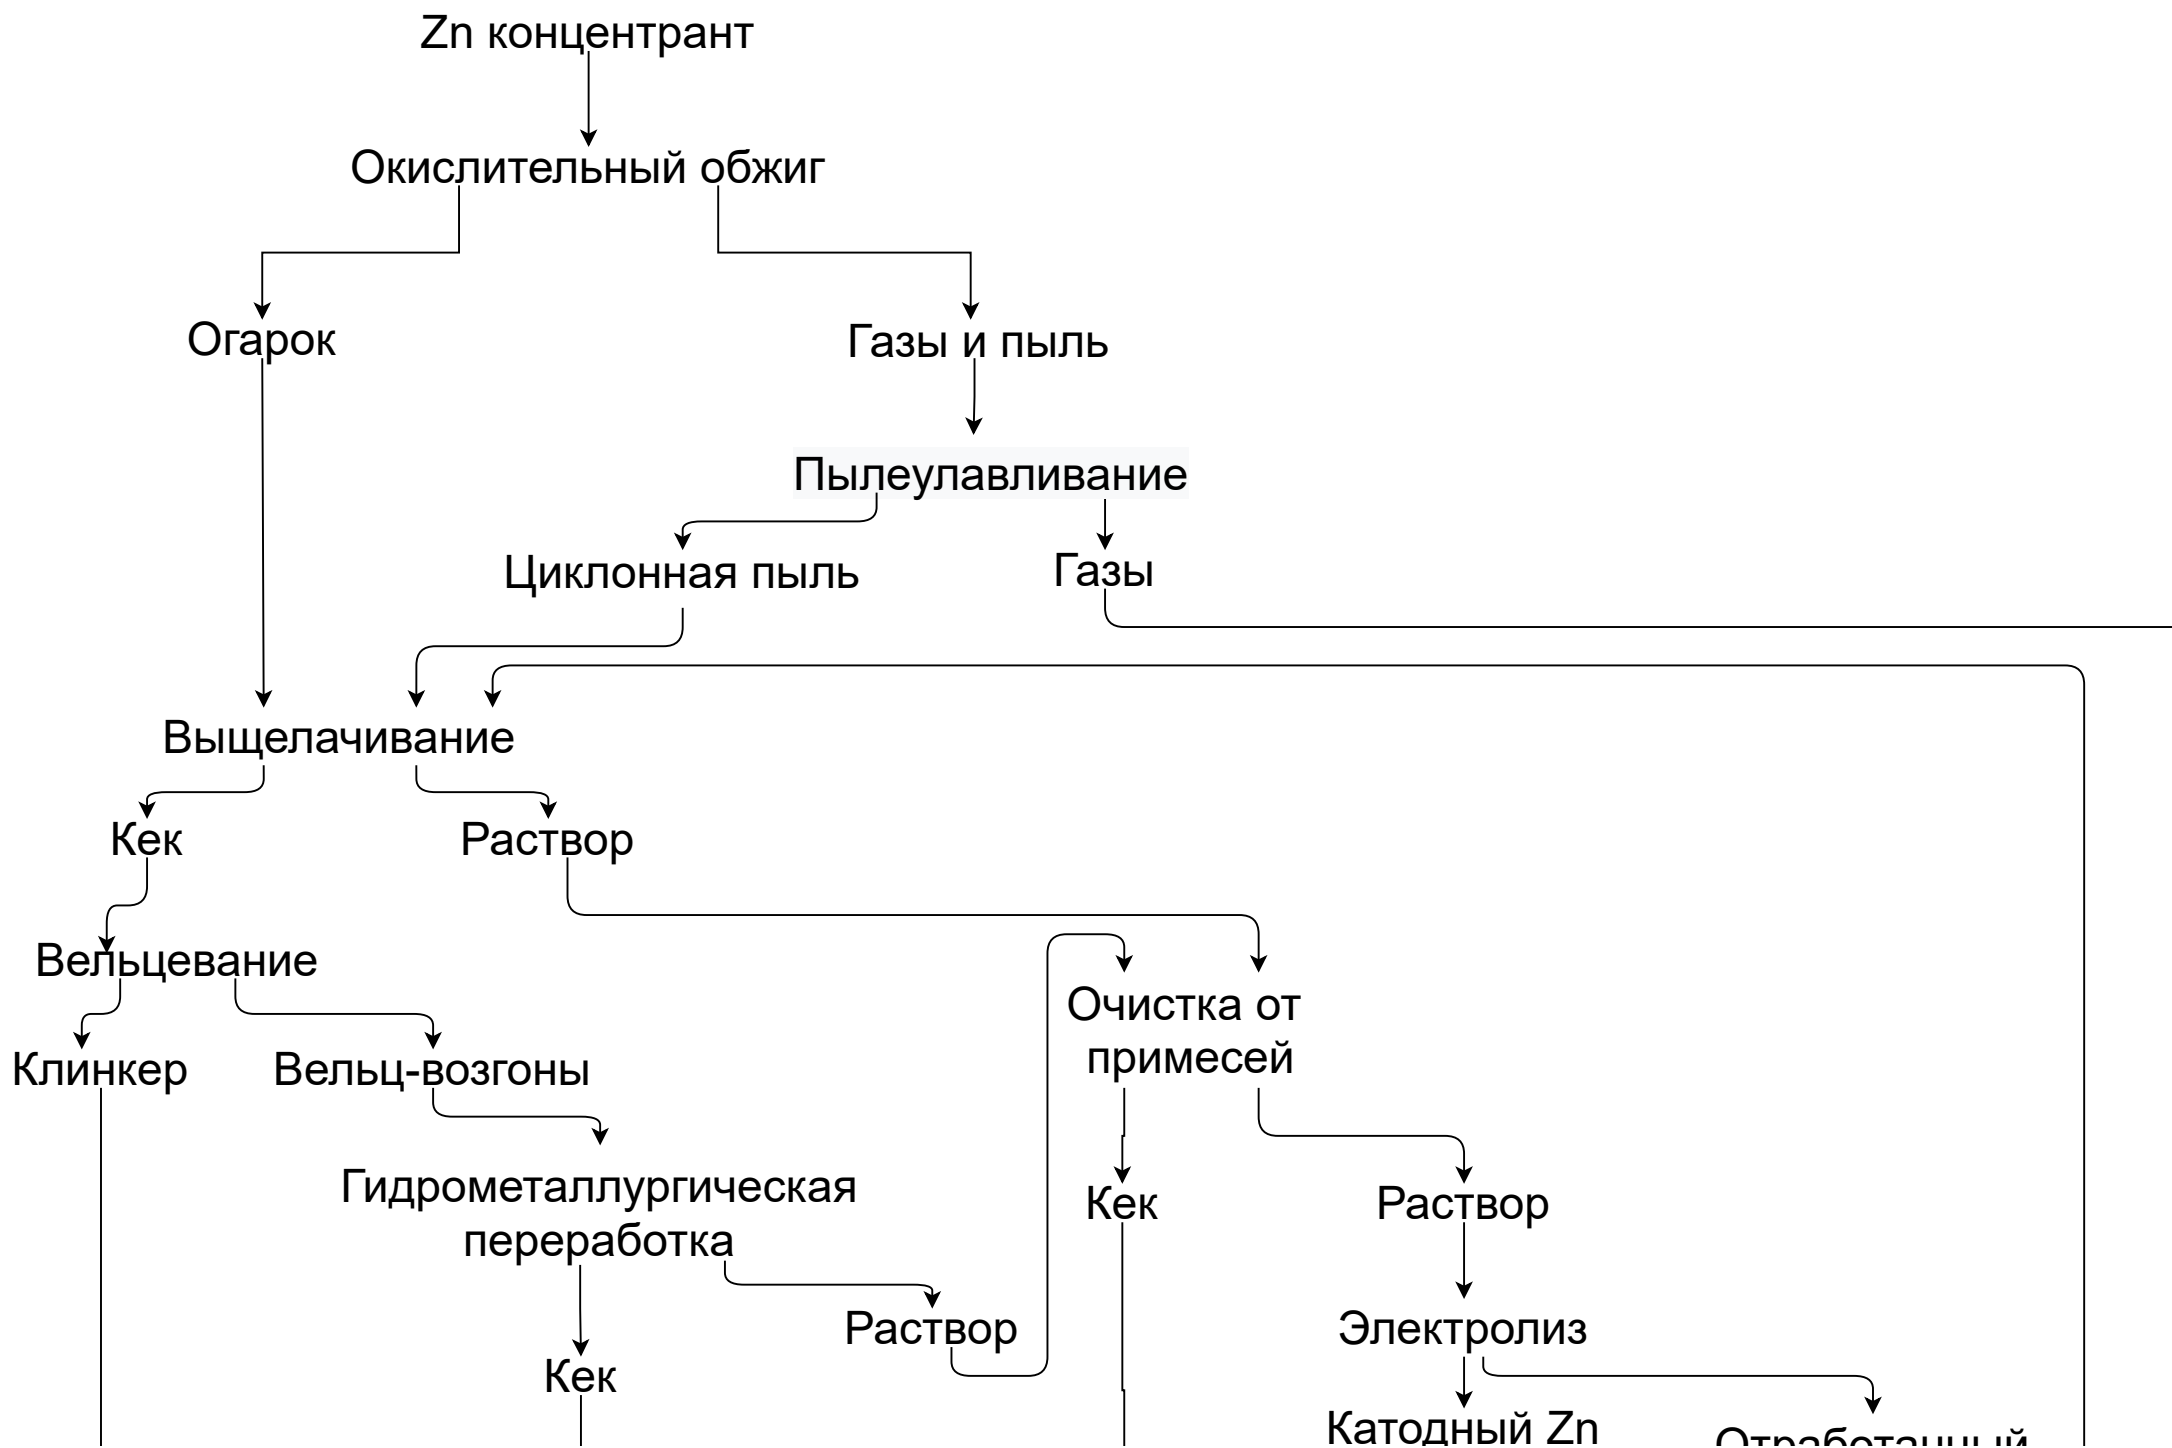 Zn концентрант
Окислительный обжиг
Огарок
Газы и пыль
Пылеулавливание
Циклонная пыль
Газы
Выщелачивание
Кек
Раствор
Вельцевание
Очистка от
примесей
Клинкер
Вельц-возгоны
Гидрометаллургическая
переработка
Кек
Раствор
Раствор
Электролиз
Кек
Катодный Zn
Отработанный